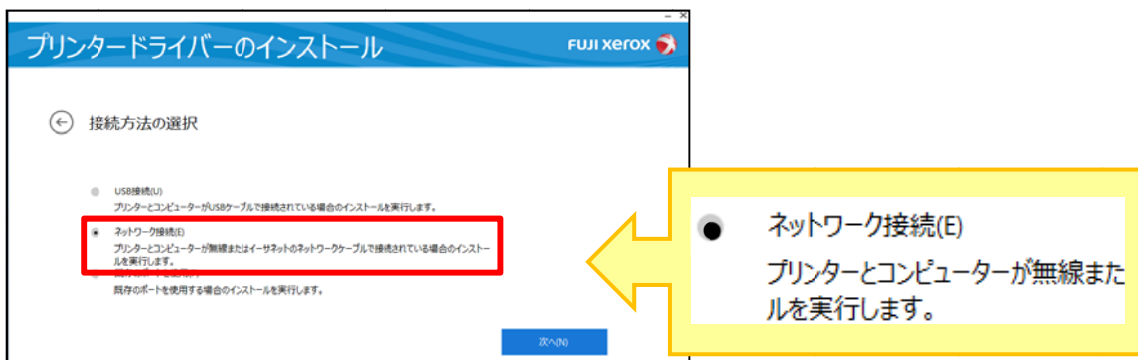 プリンタードライバーのインストール
FUJI xerox
接続方法の選択
USB接続(U)
プリンターとコンピューターがUSBケーブルで接続されている場合のインストールを実行します。
ネットワーク接続(E)
プリンターとコンピューターが無線またはイーサネットのネットワークケーブルで接続されている場合のインストー
ルを実行します。
既存のポートを使用する場合のインストールを実行します。
次へ(N)
ネットワーク接続(E)
プリンターとコンピューターが無線また
ルを実行します。